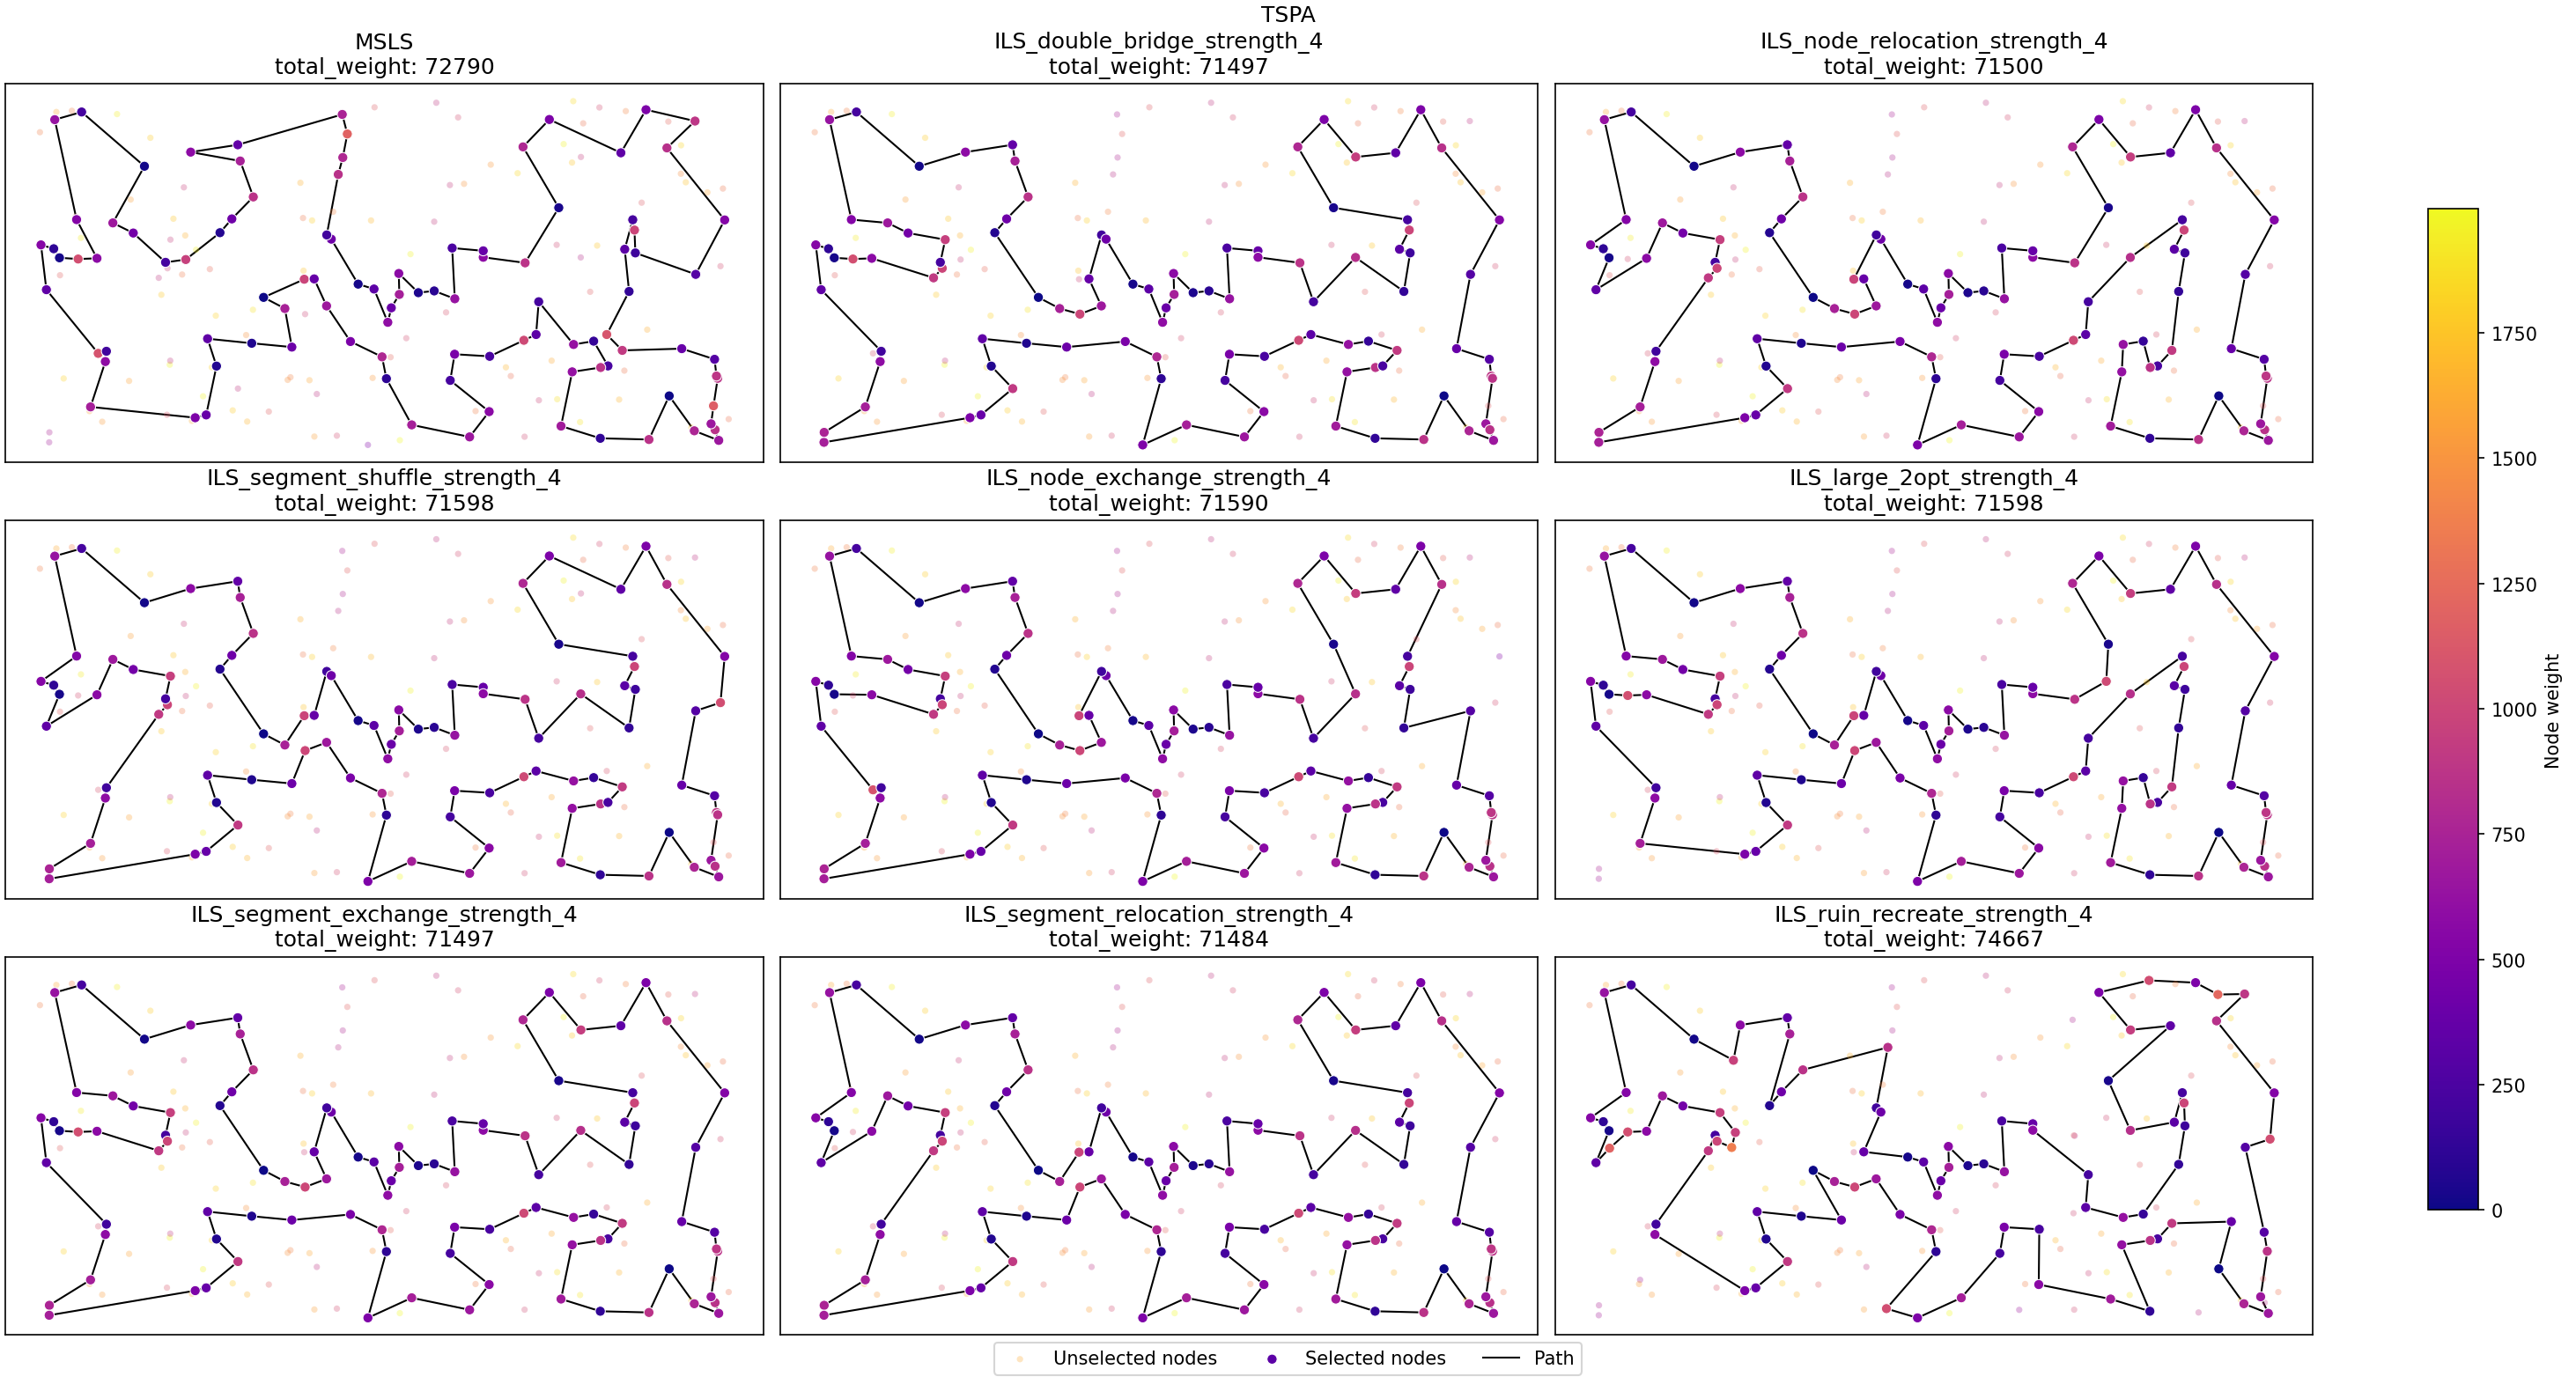 TSPA
MSLS
total_weight: 72790
ILS_double_bridge_strength_4
total_weight: 71497
ILS_node_relocation_strength_4
total_weight: 71500
ILS_segment_shuffle_strength_4
total_weight: 71598
ILS_node_exchange_strength_4
total_weight: 71590
ILS_large_2opt_strength_4
total_weight: 71598
ILS_segment_exchange_strength_4
total_weight: 71497
ILS_segment_relocation_strength_4
total_weight: 71484
ILS_ruin_recreate_strength_4
total_weight: 74667
1750
1500
1250
1000
750
500
250
0
Node weight
Unselected nodes
Selected nodes
Path